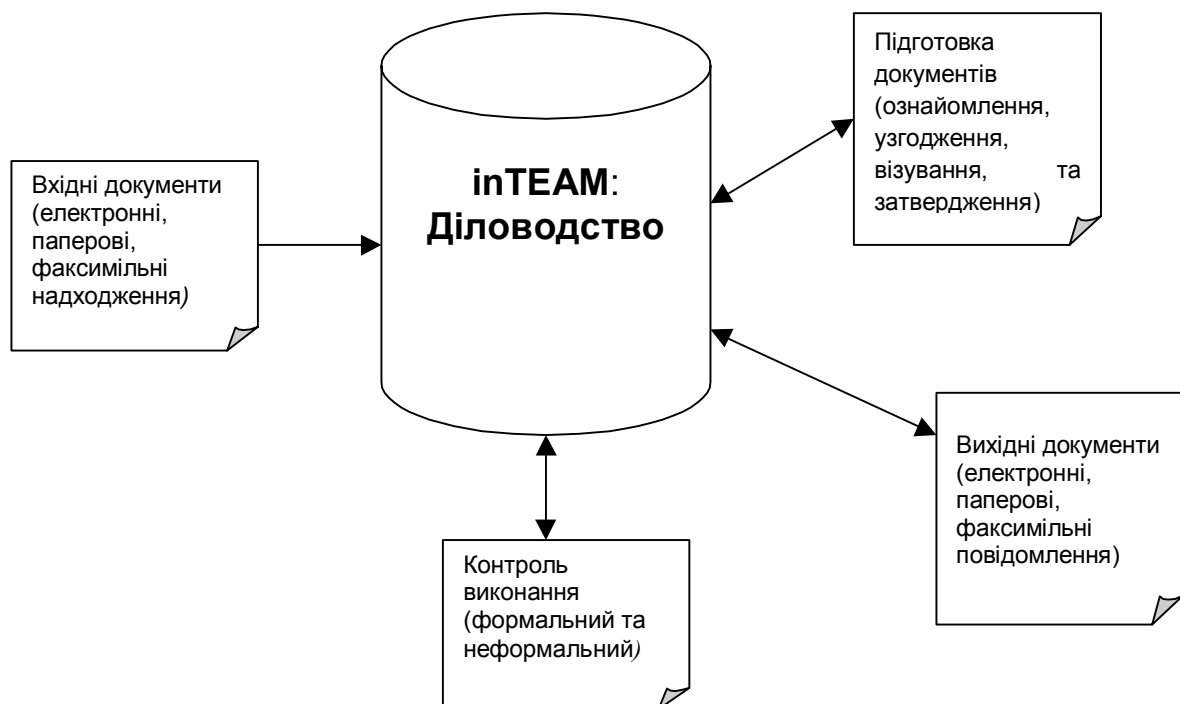 Вхідні документи
(електронні,
паперові,
факсимільні
надходження)
inTEAM:
Діловодство
Підготовка
документів
(ознайомлення,
узгодження,
візування, та
затвердження)
Вихідні документи
(електронні,
паперові,
факсимільні
повідомлення)
Контроль
виконання
(формальний та
неформальний)